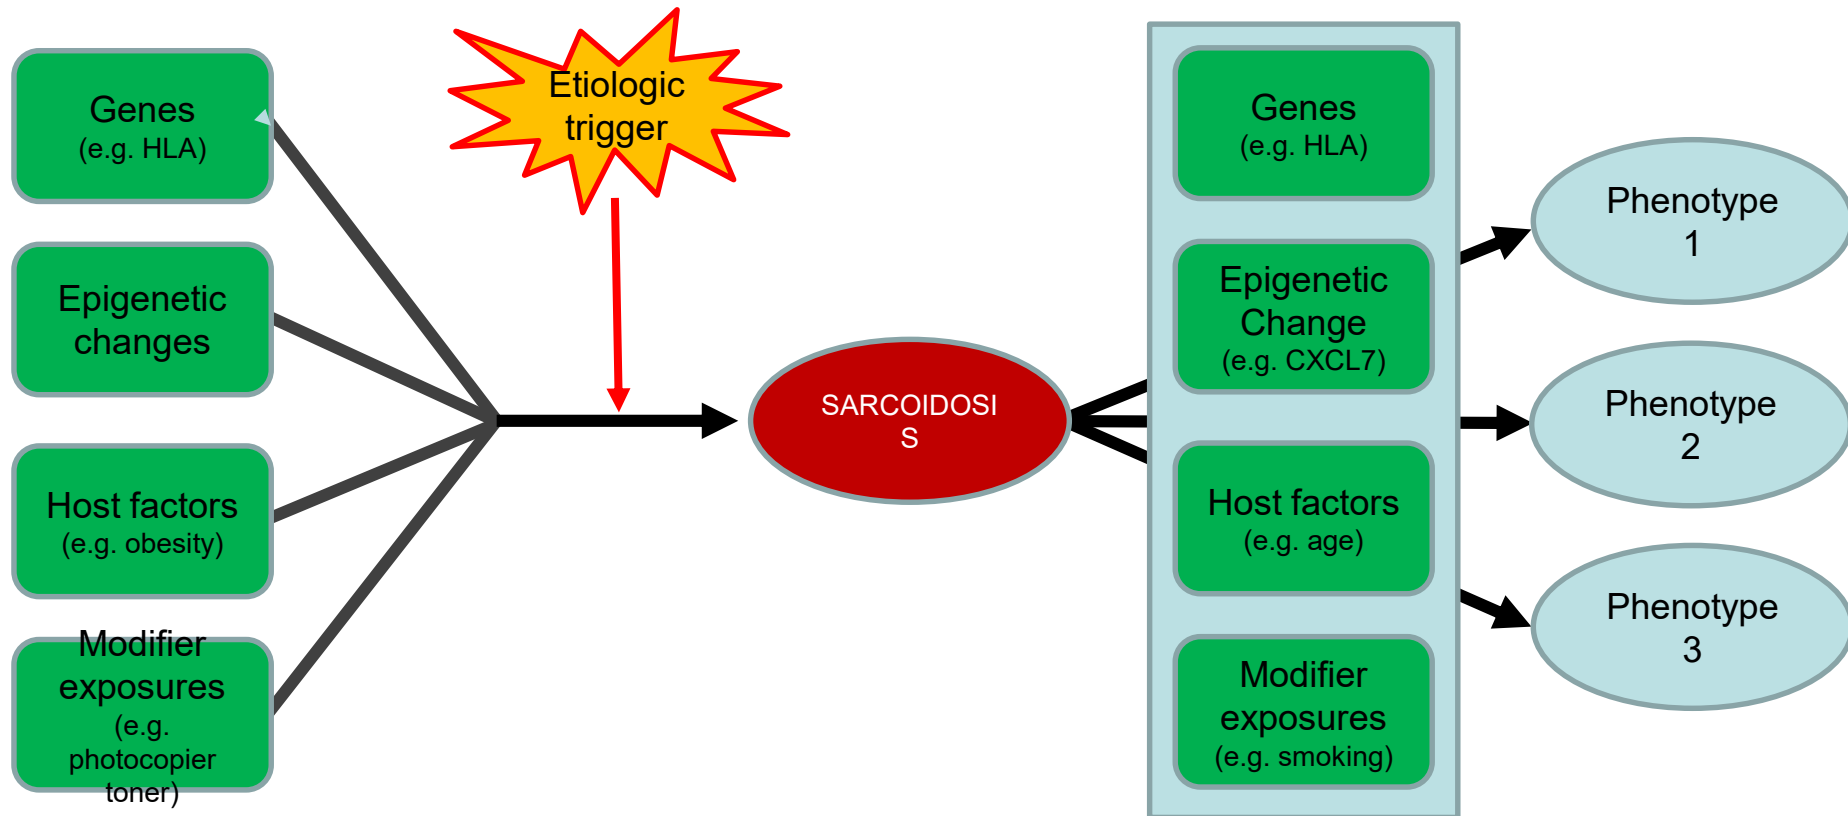 Genes
(e.g. HLA)
Epigenetic
changes
Host factors
(e.g. obesity)
Modifier
exposures
(e.g.
photocopier
toner)
Etiologic
trigger
SARCOIDOSI
S
Genes
(e.g. HLA)
Epigenetic
Change
(e.g. CXCL7)
Host factors
(e.g. age)
Modifier
exposures
(e.g. smoking)
Phenotype
1
Phenotype
2
Phenotype
3